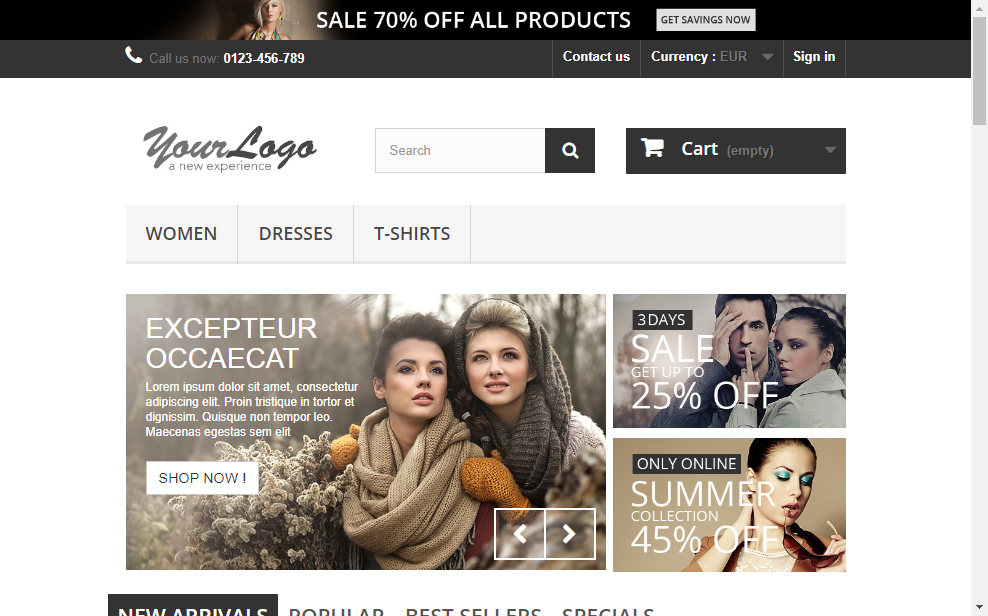 SALE 70% OFF ALL PRODUCTS
GET SAVINGS NOW
Call us now: 0123-456-789
Contact us
Currency : EUR
Sign in
YourLogo
a new experience
Search
Cart (empty)
WOMEN
DRESSES
T-SHIRTS
EXCEPTEUR
OCCAECAT
Lorem ipsum dolor sit amet, consectetur
adipiscing elit. Proin tristique in tortor et
dignissim. Quisque non tempor leo.
Maecenas egestas sem elit
SHOP NOW !
3DAYS
SALE
GET UP TO
25% OFF
ONLY ONLINE
SUMMER
COLLECTION
45% OFF
NEW ARRIVALS
POPULAR
BEST SELLERS
SPECIALS